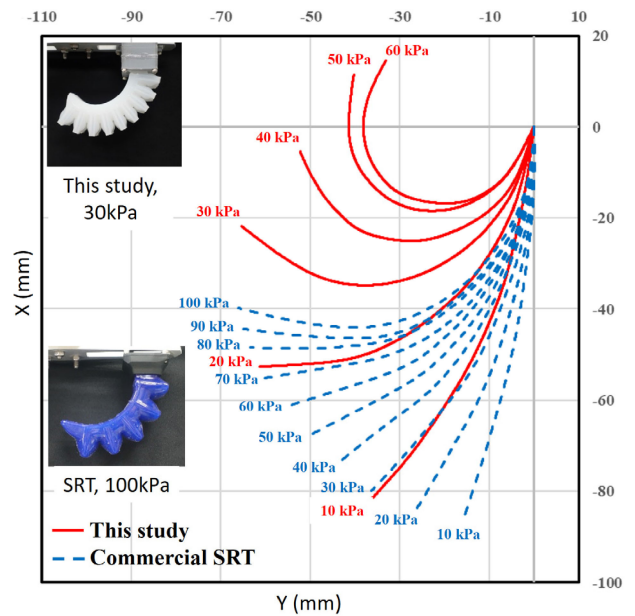 -110
-90
-70
-50
-30
-10
10
20
0
-20
-40
-60
-80
-100
X (mm)
Y (mm)
This study,
30kPa
SRT, 100kPa
60 kPa
50 kPa
40 kPa
30 kPa
20 kPa
10 kPa
100 kPa
90 kPa
80 kPa
70 kPa
60 kPa
50 kPa
40 kPa
30 kPa
20 kPa
10 kPa
This study
Commercial SRT